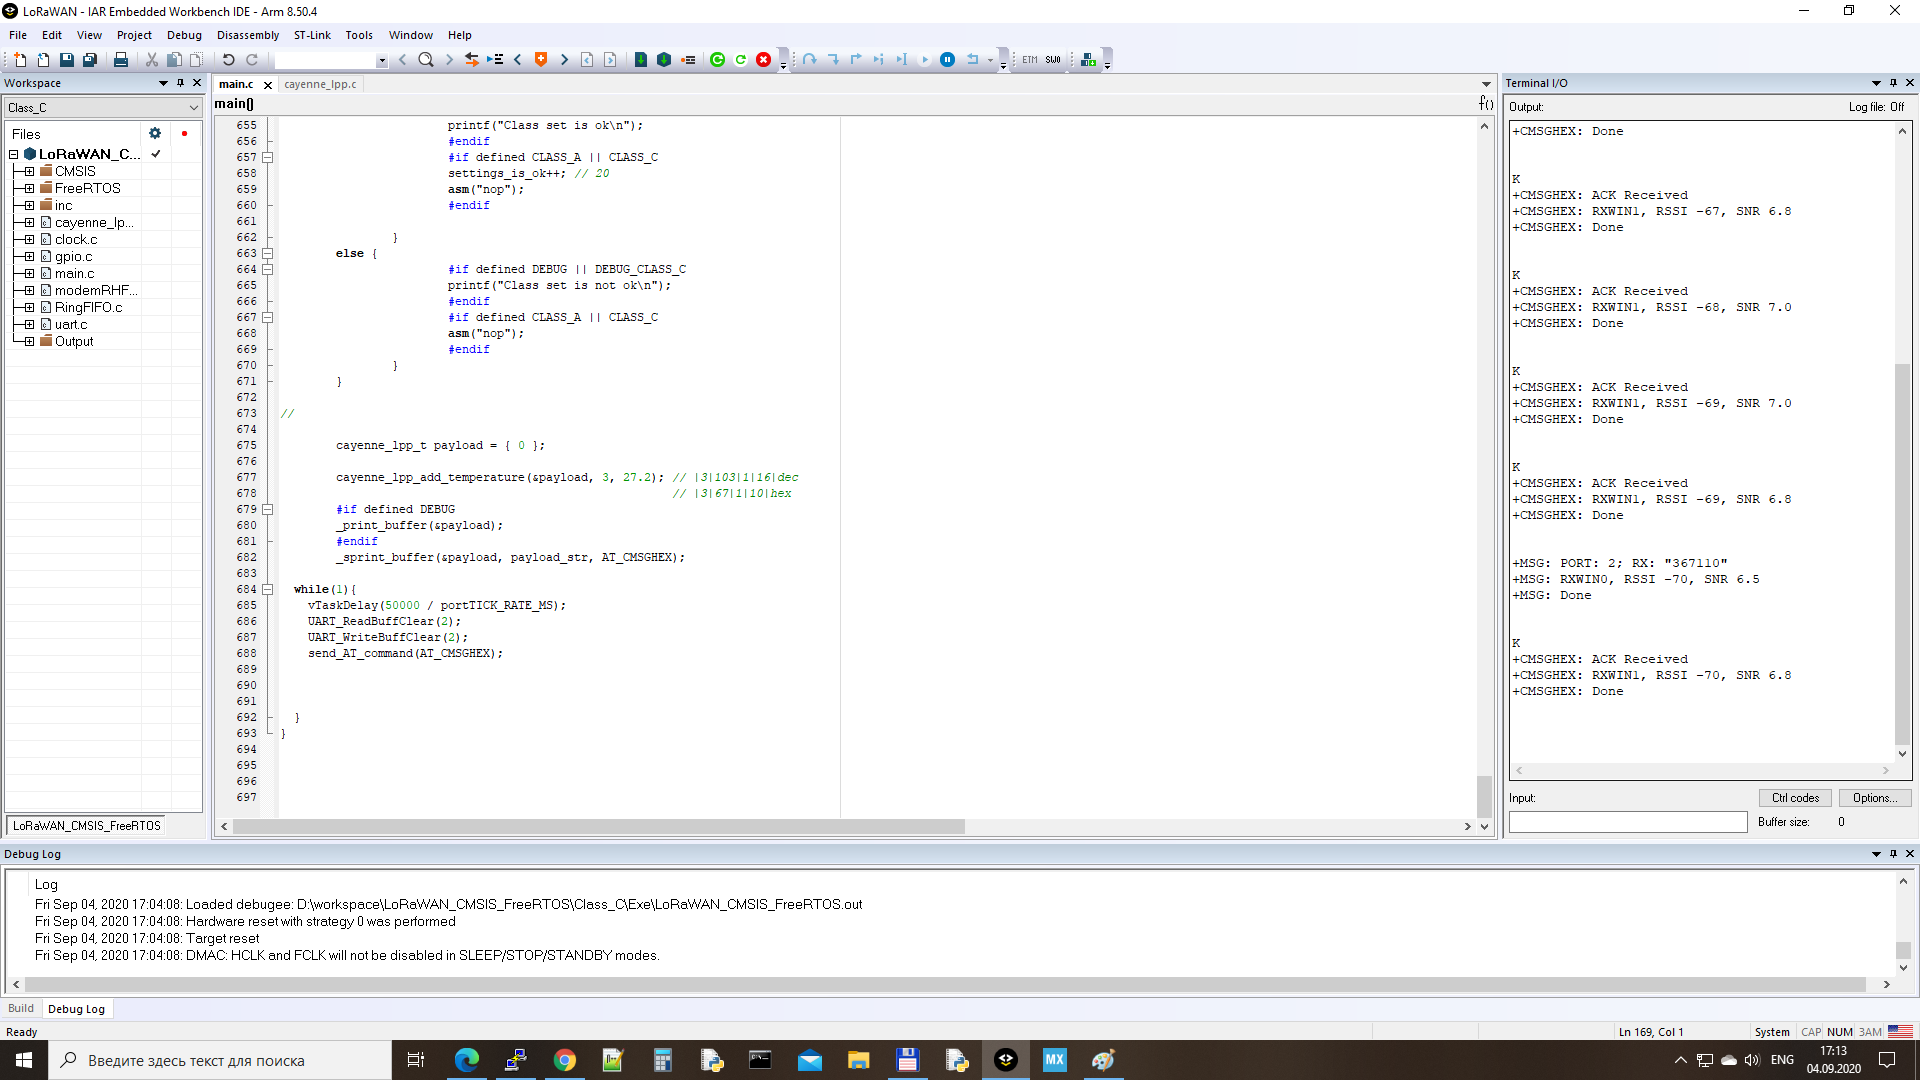 LoRaWAN - IAR Embedded Workbench IDE - Arm 8.50.4
File Edit View Project Debug Disassembly ST-Link Tools Window Help
ETM SWO
Workspace
Class_C
Files
LoRaWAN_C...
CMSIS
FreeRTOS
inc
cayenne_lp...
clock.c
gpio.c
main.c
modemRHF...
RingFIFO.c
uart.c
Output
LoRaWAN_CMSIS_FreeRTOS
main.c cayenne_lpp.c
main()
f()
655 printf("Class set is ok\n");
656 #endif
657 #if defined CLASS_A || CLASS_C
658 settings_is_ok++; // 20
659 asm("nop");
660 #endif
661
662 }
663 else {
664 #if defined DEBUG || DEBUG_CLASS_C
665 printf("Class set is not ok\n");
666 #endif
667 #if defined CLASS_A || CLASS_C
668 asm("nop");
669 #endif
670 }
671 }
672
673 //
674
675 cayenne_lpp_t payload = { 0 };
676
677 cayenne_lpp_add_temperature(&payload, 3, 27.2); // |3|103|1|16|dec
678 // |3|67|1|10|hex
679 #if defined DEBUG
680 _print_buffer(&payload);
681 #endif
682 _sprint_buffer(&payload, payload_str, AT_CMSGHEX);
683
684 while(1){
685 vTaskDelay(50000 / portTICK_RATE_MS);
686 UART_ReadBuffClear(2);
687 UART_WriteBuffClear(2);
688 send_AT_command(AT_CMSGHEX);
689
690
691
692 }
693 }
694
695
696
697
Terminal I/O
Output: Log file: Off
+CMSGHEX: Done
K
+CMSGHEX: ACK Received
+CMSGHEX: RXWIN1, RSSI -67, SNR 6.8
+CMSGHEX: Done
K
+CMSGHEX: ACK Received
+CMSGHEX: RXWIN1, RSSI -68, SNR 7.0
+CMSGHEX: Done
K
+CMSGHEX: ACK Received
+CMSGHEX: RXWIN1, RSSI -69, SNR 7.0
+CMSGHEX: Done
K
+CMSGHEX: ACK Received
+CMSGHEX: RXWIN1, RSSI -69, SNR 6.8
+CMSGHEX: Done
+MSG: PORT: 2; RX: "367110"
+MSG: RXWIN0, RSSI -70, SNR 6.5
+MSG: Done
K
+CMSGHEX: ACK Received
+CMSGHEX: RXWIN1, RSSI -70, SNR 6.8
+CMSGHEX: Done
Input: Ctrl codes Options...
Buffer size: 0
Debug Log
Log
Fri Sep 04, 2020 17:04:08: Loaded debugee: D:\workspace\LoRaWAN_CMSIS_FreeRTOS\Class_C\Exe\LoRaWAN_CMSIS_FreeRTOS.out
Fri Sep 04, 2020 17:04:08: Hardware reset with strategy 0 was performed
Fri Sep 04, 2020 17:04:08: Target reset
Fri Sep 04, 2020 17:04:08: DMAC: HCLK and FCLK will not be disabled in SLEEP/STOP/STANDBY modes.
Build Debug Log
Ready Ln 169, Col 1 System CAP NUM ЗАМ
Введите здесь текст для поиска
MX
ENG
17:13
04.09.2020